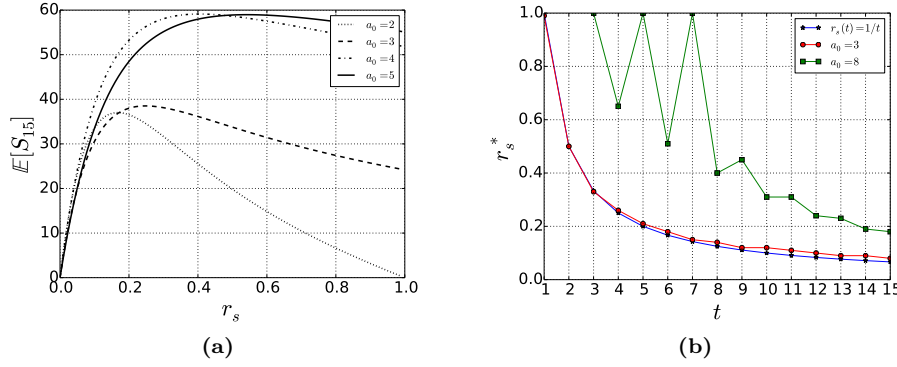 60
50
40
30
20
10
0
𝔼[S₁₅]
a₀=2
a₀=3
a₀=4
a₀=5
0.0 0.2 0.4 0.6 0.8 1.0
rₛ
(a)
1.0
0.8
0.6
0.4
0.2
0.0
rₛ*
rₛ(t)=1/t
a₀=3
a₀=8
1 2 3 4 5 6 7 8 9 10 11 12 13 14 15
t
(b)